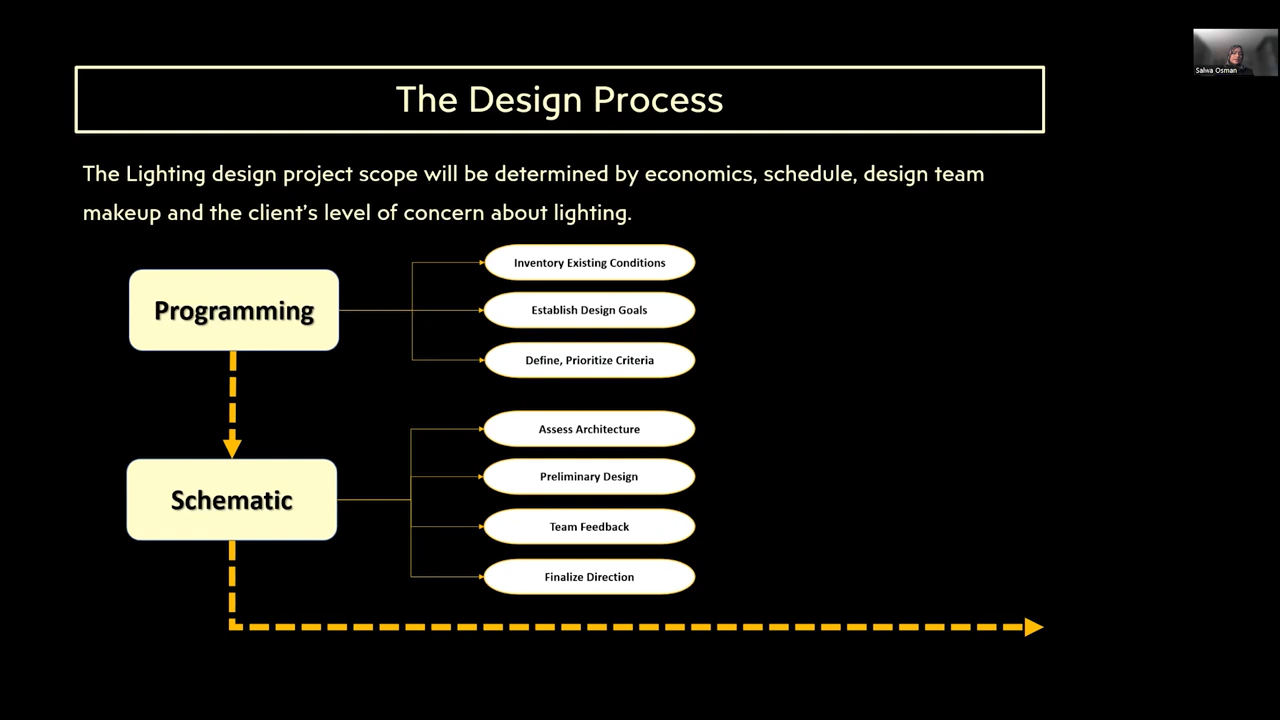 Salwa Osman
The Design Process
The Lighting design project scope will be determined by economics, schedule, design team
makeup and the client's level of concern about lighting.
Programming
Inventory Existing Conditions
Establish Design Goals
Define, Prioritize Criteria
Schematic
Assess Architecture
Preliminary Design
Team Feedback
Finalize Direction